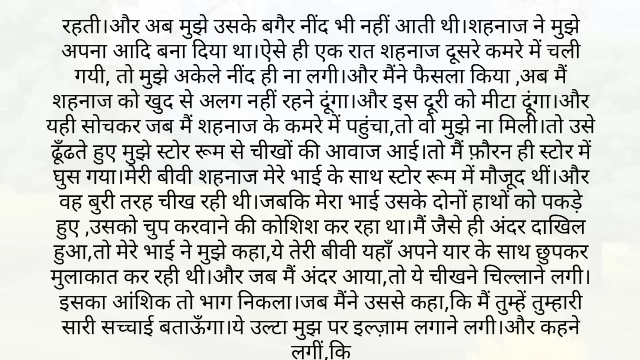 रहती।और अब मुझे उसके बगैर नींद भी नहीं आती थी।शहनाज ने मुझे
अपना आदि बना दिया था।ऐसे ही एक रात शहनाज दूसरे कमरे में चली
गयी, तो मुझे अकेले नींद ही ना लगी।और मैंने फैसला किया ,अब मैं
शहनाज को खुद से अलग नहीं रहने दूंगा।और इस दूरी को मीटा दूंगा।और
यही सोचकर जब मैं शहनाज के कमरे में पहुंचा,तो वो मुझे ना मिली।तो उसे
ढूँढते हुए मुझे स्टोर रूम से चीखों की आवाज आई।तो मैं फ़ौरन ही स्टोर में
घुस गया।मेरी बीवी शहनाज मेरे भाई के साथ स्टोर रूम में मौजूद थीं।और
वह बुरी तरह चीख रही थी।जबकि मेरा भाई उसके दोनों हाथों को पकड़े
हुए ,उसको चुप करवाने की कोशिश कर रहा था।मैं जैसे ही अंदर दाखिल
हुआ,तो मेरे भाई ने मुझे कहा,ये तेरी बीवी यहाँ अपने यार के साथ छुपकर
मुलाकात कर रही थी।और जब मैं अंदर आया,तो ये चीखने चिल्लाने लगी।
इसका आंशिक तो भाग निकला।जब मैंने उससे कहा,कि मैं तुम्हें तुम्हारी
सारी सच्चाई बताऊँगा।ये उल्टा मुझ पर इल्ज़ाम लगाने लगी।और कहने
लगीं,कि